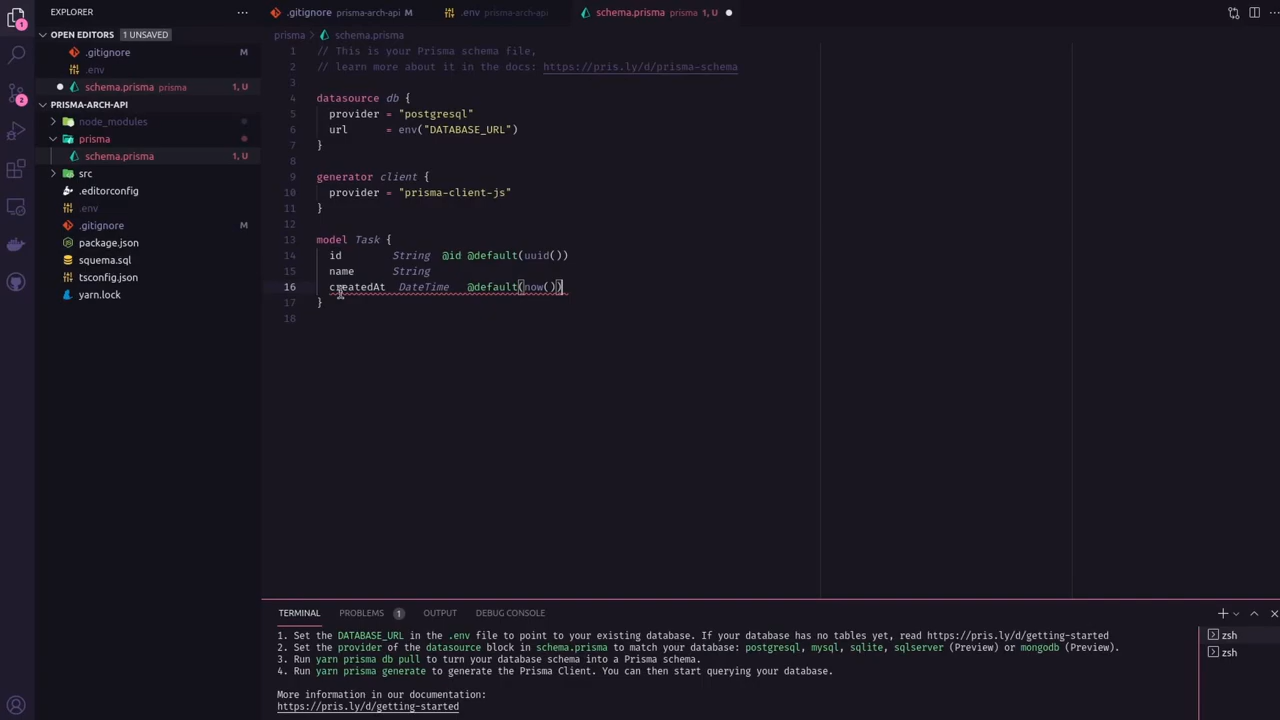 EXPLORER
.gitignore prisma-arch-api M
.env prisma-arch-api
schema.prisma prisma 1, U
OPEN EDITORS 1 UNSAVED
.gitignore M
.env
schema.prisma prisma 1, U
PRISMA-ARCH-API
node_modules
prisma
schema.prisma 1, U
src
.editorconfig
.env
.gitignore M
package.json
squema.sql
tsconfig.json
yarn.lock
1
2
2
prisma > schema.prisma
1 // This is your Prisma schema file,
2 // learn more about it in the docs: https://pris.ly/d/prisma-schema
3
4 datasource db {
5 provider = "postgresql"
6 url = env("DATABASE_URL")
7 }
8
9 generator client {
10 provider = "prisma-client-js"
11 }
12
13 model Task {
14 id String @id @default(uuid())
15 name String
16 createdAt DateTime @default(now())
17 }
18
TERMINAL PROBLEMS 1 OUTPUT DEBUG CONSOLE
1. Set the DATABASE_URL in the .env file to point to your existing database. If your database has no tables yet, read https://pris.ly/d/getting-started
2. Set the provider of the datasource block in schema.prisma to match your database: postgresql, mysql, sqlite, sqlserver (Preview) or mongodb (Preview).
3. Run yarn prisma db pull to turn your database schema into a Prisma schema.
4. Run yarn prisma generate to generate the Prisma Client. You can then start querying your database.
More information in our documentation:
https://pris.ly/d/getting-started
zsh
zsh